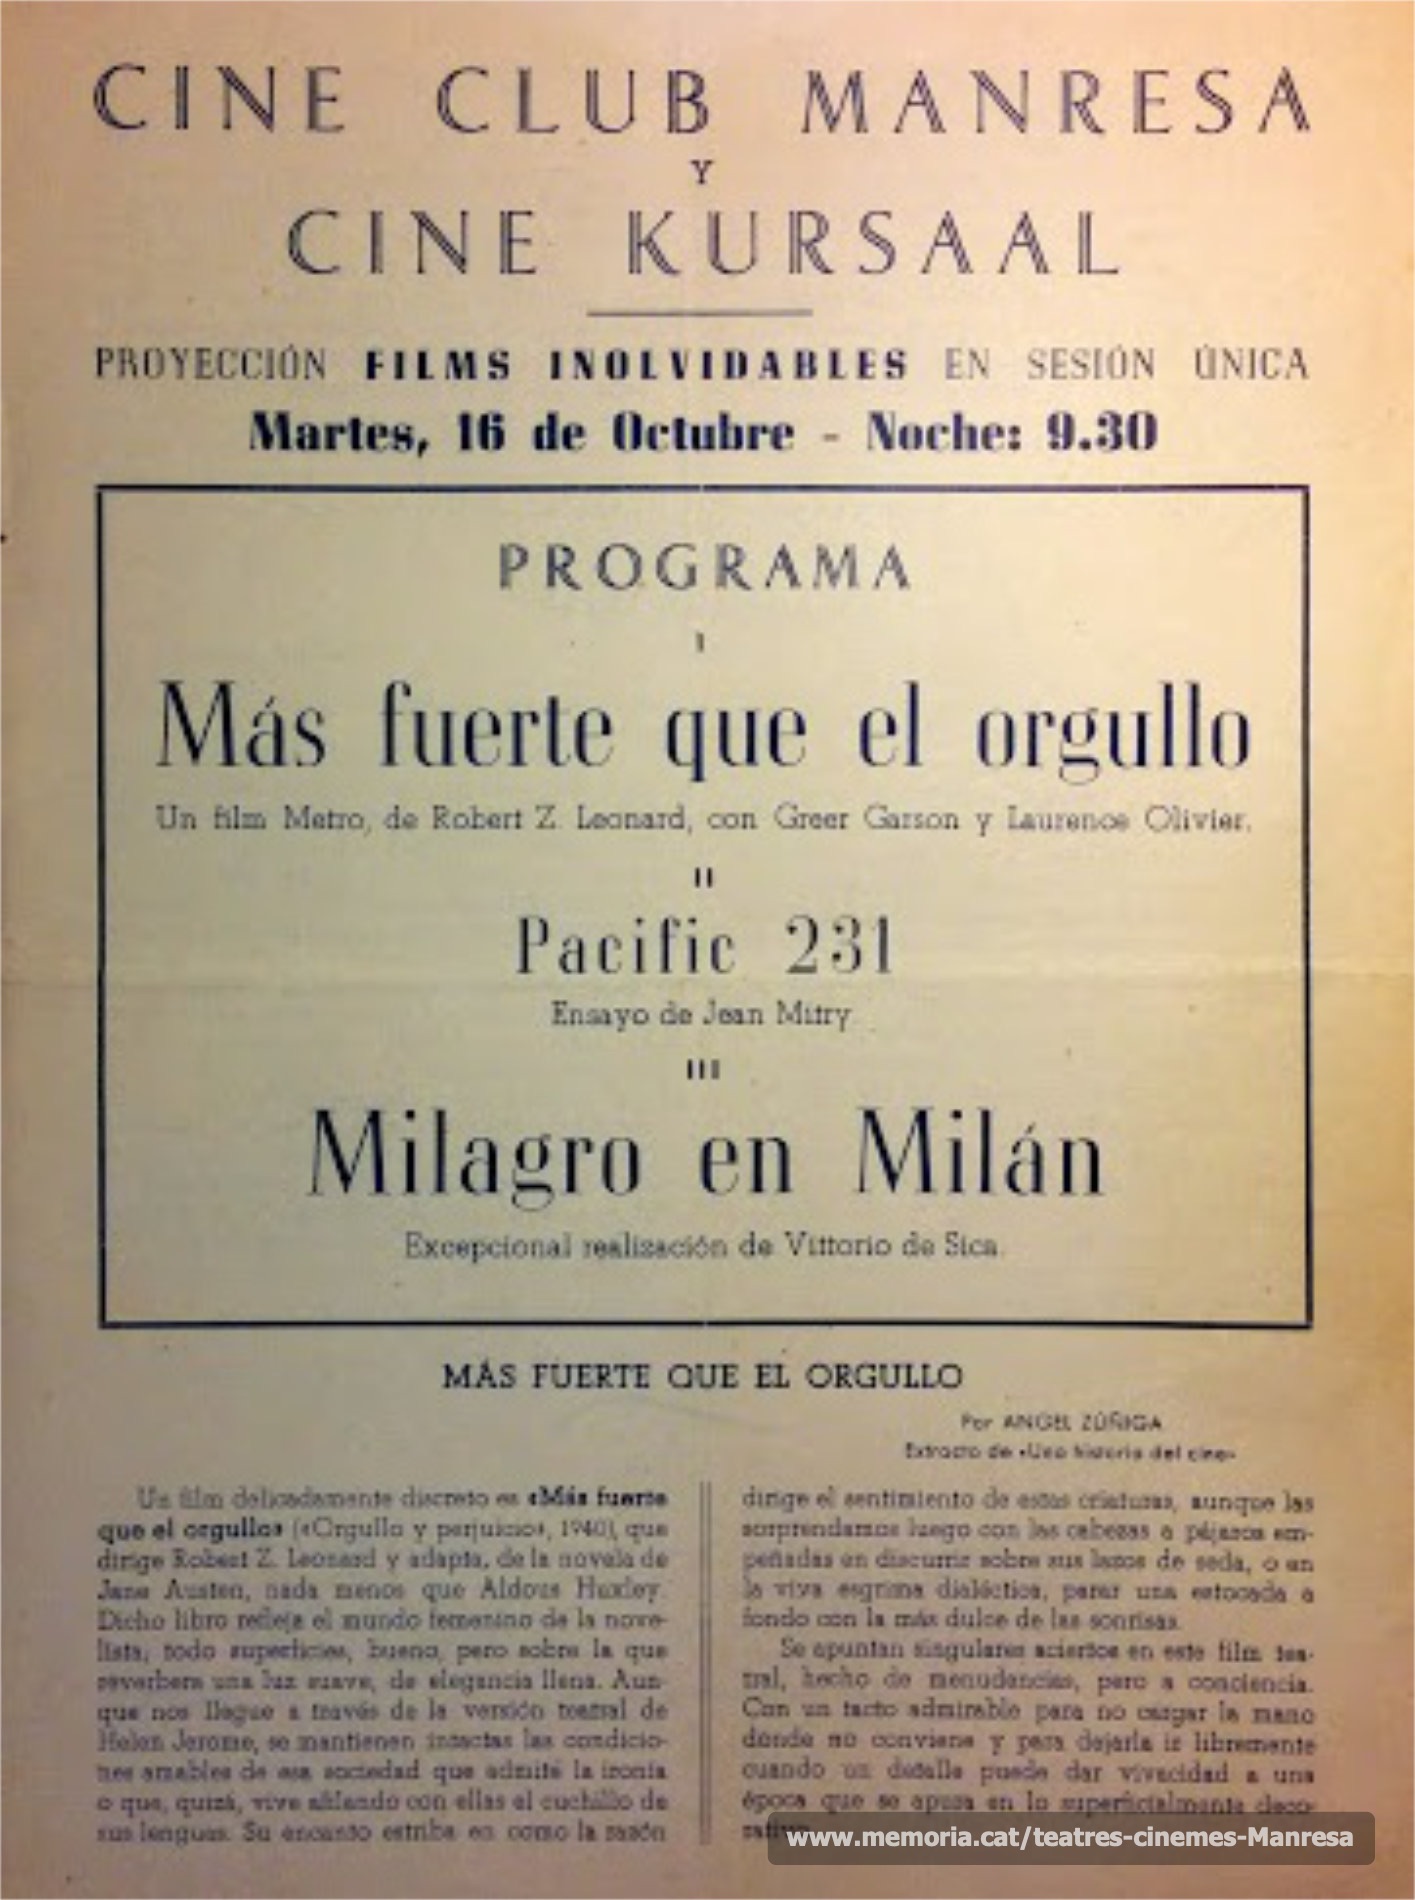 CINE CLUB MANRESA
Y
CINE KURSAAL
PROYECCIÓN FILMS INOLVIDABLES EN SESIÓN ÚNICA
Martes, 16 de Octubre - Noche: 9.30
PROGRAMA
I
Más fuerte que el orgullo
Un film Metro, de Robert Z. Leonard, con Greer Garson y Laurence Olivier.
II
Pacific 231
Ensayo de Jean Mitry
III
Milagro en Milán
Excepcional realización de Vittorio de Sica
MÁS FUERTE QUE EL ORGULLO
Por ANGEL ZÚÑIGA
Extracto de «Una historia del cine»
Un film delicadamente discreto es «Más fuerte
que el orgullo» («Orgullo y perjuicio», 1940), que
dirige Robert Z. Leonard y adapta, de la novela de
Jane Austen, nada menos que Aldous Huxley.
Dicho libro refleja el mundo femenino de la nove-
lista; todo superficies, bueno, pero sobre la que
reverbera una luz suave, de elegancia llena. Aun-
que nos llegue a través de la versión teatral de
Helen Jerome, se mantienen intactas las condicio-
nes amables de esa sociedad que admite la ironía
o que, quizá, vive afilando con ellas el cuchillo de
sus lenguas. Su encanto estriba en como la razón
dirige el sentimiento de estas criaturas, aunque las
sorprendamos luego con las cabezas a pájaros em-
peñadas en discurrir sobre sus lazos de seda, o en
la viva esgrima dialéctica, parar una estocada a
fondo con la más dulce de las sonrisas.
Se apuntan singulares aciertos en este film tea-
tral, hecho de menudencias, pero a conciencia.
Con un tacto admirable para no cargar la mano
donde no conviene y para dejarla ir libremente
cuando un detalle puede dar vivacidad a una
época que se apusa en lo superficialmente deco-
rativo.
www.memoria.cat/teatres-cinemes-Manresa